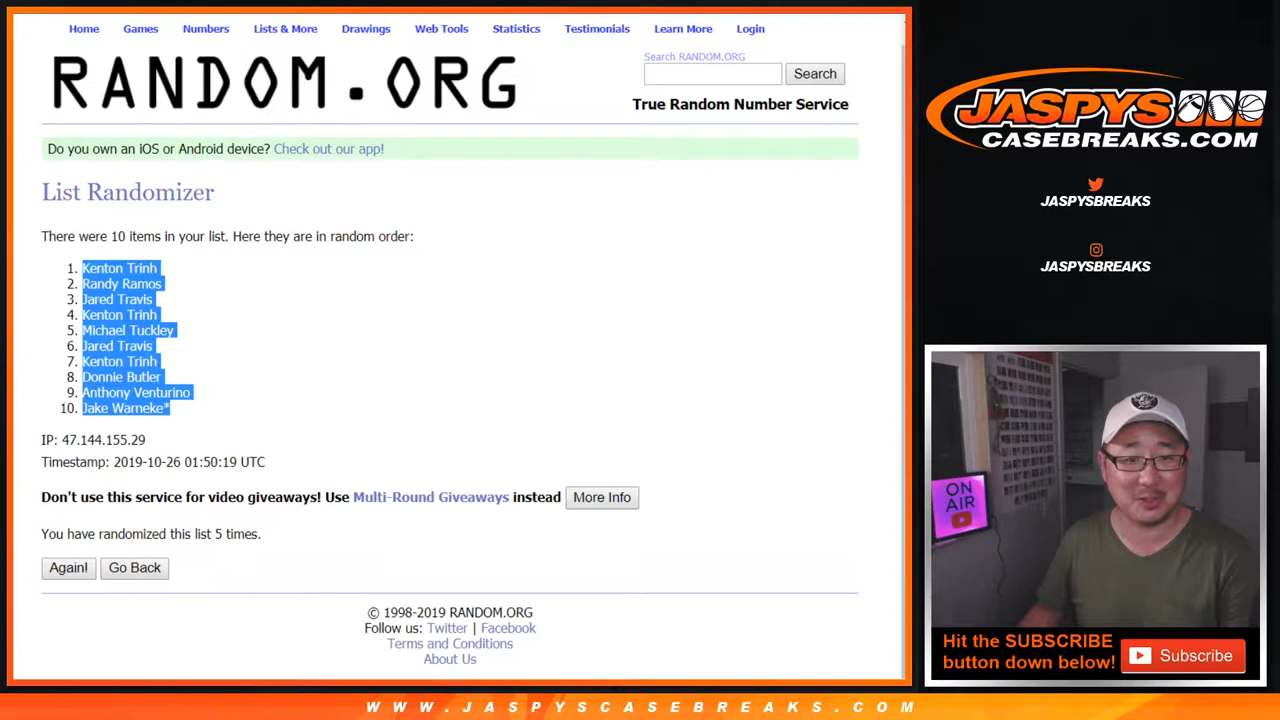 Home Games Numbers Lists & More Drawings Web Tools Statistics Testimonials Learn More Login
RANDOM.ORG
Search RANDOM.ORG
Search
True Random Number Service
Do you own an iOS or Android device? Check out our app!
List Randomizer
There were 10 items in your list. Here they are in random order:
1. Kenton Trinh
2. Randy Ramos
3. Jared Travis
4. Kenton Trinh
5. Michael Tuckley
6. Jared Travis
7. Kenton Trinh
8. Donnie Butler
9. Anthony Venturino
10. Jake Warneke*
IP: 47.144.155.29
Timestamp: 2019-10-26 01:50:19 UTC
Don't use this service for video giveaways! Use Multi-Round Giveaways instead More Info
You have randomized this list 5 times.
Again! Go Back
© 1998-2019 RANDOM.ORG
Follow us: Twitter | Facebook
Terms and Conditions
About Us
JASPYS
CASEBREAKS.COM
JASPYSBREAKS
JASPYSBREAKS
ON
AIR
Hit the SUBSCRIBE
button down below!
Subscribe
WWW.JASPYSCASEBREAKS.COM